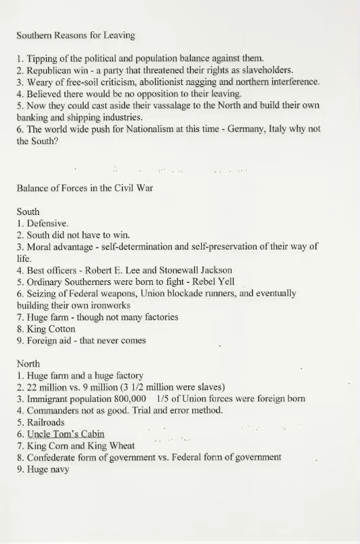 Southern Reasons for Leaving
1. Tipping of the political and population balance against them.
2. Republican win - a party that threatened their rights as slaveholders.
3. Weary of free-soil criticism, abolitionist nagging and northern interference.
4. Believed there would be no opposition to their leaving.
5. Now they could cast aside their vassalage to the North and build their own
banking and shipping industries.
6. The world wide push for Nationalism at this time - Germany, Italy why not
the South?
Balance of Forces in the Civil War
South
1. Defensive.
2. South did not have to win.
3. Moral advantage - self-determination and self-preservation of their way of
life.
4. Best officers - Robert E. Lee and Stonewall Jackson
5. Ordinary Southerners were born to fight - Rebel Yell
6. Seizing of Federal weapons, Union blockade runners, and eventually
building their own ironworks
7. Huge farm - though not many factories
8. King Cotton
9. Foreign aid - that never comes
North
1. Huge farm and a huge factory
2. 22 million vs. 9 million (3 1/2 million were slaves)
3. Immigrant population 800,000 1/5 of Union forces were foreign born
4. Commanders not as good. Trial and error method.
5. Railroads
6. Uncle Tom's Cabin
7. King Corn and King Wheat
8. Confederate form of government vs. Federal form of government
9. Huge navy